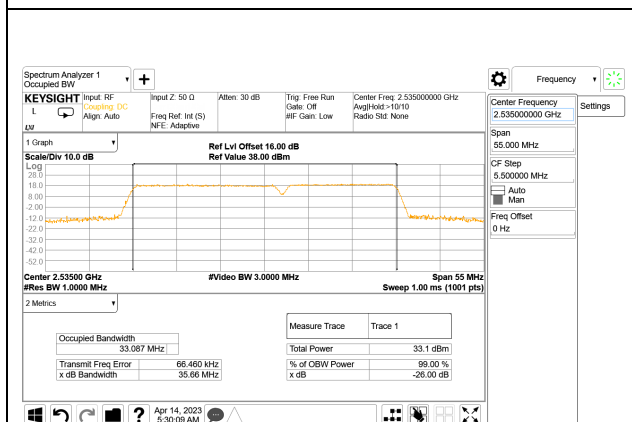 Spectrum Analyzer 1
Occupied BW
Frequency
KEYSIGHT
Input: RF
Coupling: DC
Align: Auto
Input Z: 50 Ω
Freq Ref: Int (S)
NFE: Adaptive
Atten: 30 dB
Trig: Free Run
Gate: Off
#IF Gain: Low
Center Freq: 2.535000000 GHz
Avg|Hold:>10/10
Radio Std: None
L
Center Frequency
2.535000000 GHz
Settings
Span
55.000 MHz
CF Step
5.500000 MHz
Auto
Man
Freq Offset
0 Hz
1 Graph
Scale/Div 10.0 dB
Ref Lvl Offset 16.00 dB
Ref Value 38.00 dBm
Log
28.0
18.0
8.00
-2.00
-12.0
-22.0
-32.0
-42.0
-52.0
Center 2.53500 GHz
#Video BW 3.0000 MHz
Span 55 MHz
#Res BW 1.0000 MHz
Sweep 1.00 ms (1001 pts)
2 Metrics
Measure Trace
Trace 1
Occupied Bandwidth
33.087 MHz
Total Power
33.1 dBm
Transmit Freq Error
66.460 kHz
% of OBW Power
99.00 %
x dB Bandwidth
35.66 MHz
x dB
-26.00 dB
Apr 14, 2023
5:30:09 AM